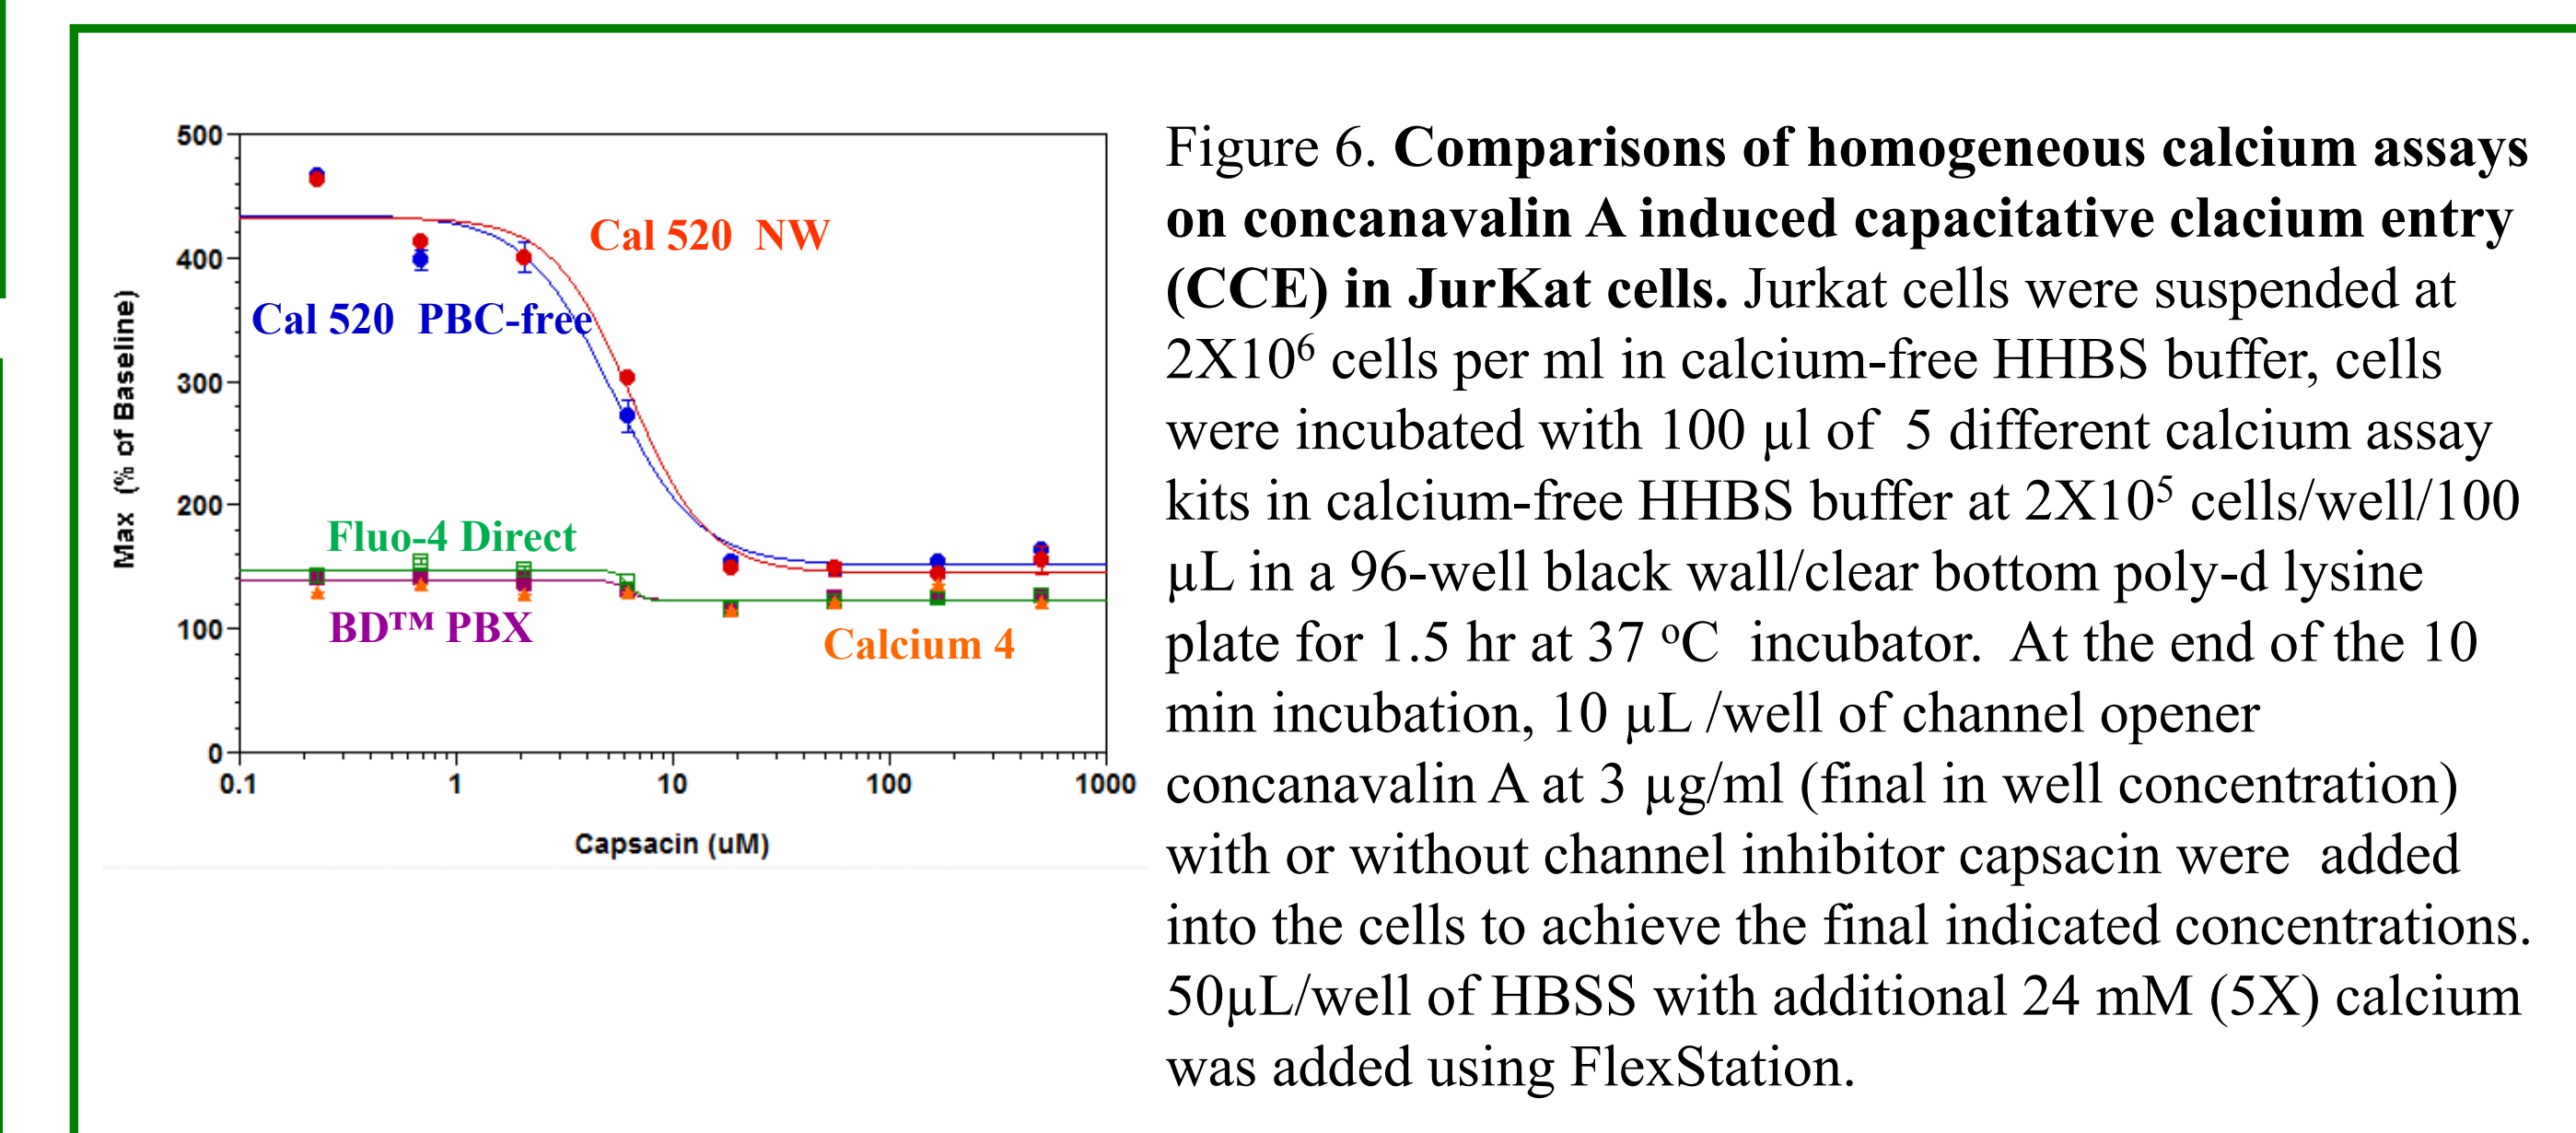 500
400
300
200
100
0
Max (% of Baseline)
Cal 520 NW
Cal 520 PBC-free
Fluo-4 Direct
BD™ PBX
Calcium 4
0.1 1 10 100 1000
Capsacin (uM)
Figure 6. Comparisons of homogeneous calcium assays
on concanavalin A induced capacitative clacium entry
(CCE) in JurKat cells. Jurkat cells were suspended at
2X10⁶ cells per ml in calcium-free HHBS buffer, cells
were incubated with 100 µl of 5 different calcium assay
kits in calcium-free HHBS buffer at 2X10⁵ cells/well/100
µL in a 96-well black wall/clear bottom poly-d lysine
plate for 1.5 hr at 37 ºC incubator. At the end of the 10
min incubation, 10 µL /well of channel opener
concanavalin A at 3 µg/ml (final in well concentration)
with or without channel inhibitor capsacin were added
into the cells to achieve the final indicated concentrations.
50µL/well of HBSS with additional 24 mM (5X) calcium
was added using FlexStation.